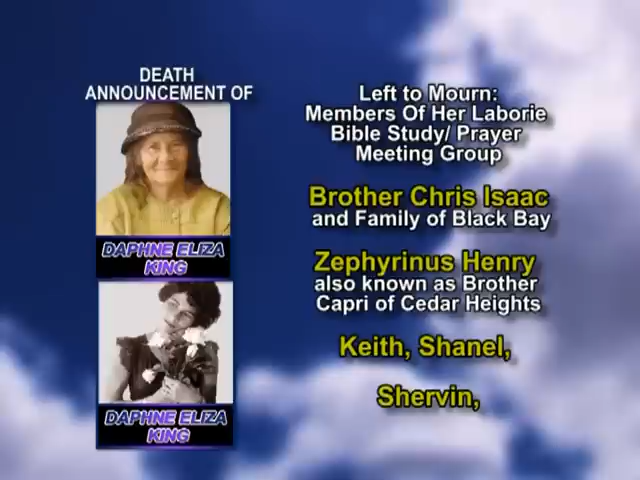 DEATH
ANNOUNCEMENT OF
DAPHNE ELIZA
KING
DAPHNE ELIZA
KING
Left to Mourn:
Members Of Her Laborie
Bible Study/ Prayer
Meeting Group
Brother Chris Isaac
and Family of Black Bay
Zephyrinus Henry
also known as Brother
Capri of Cedar Heights
Keith, Shanel,
Shervin,